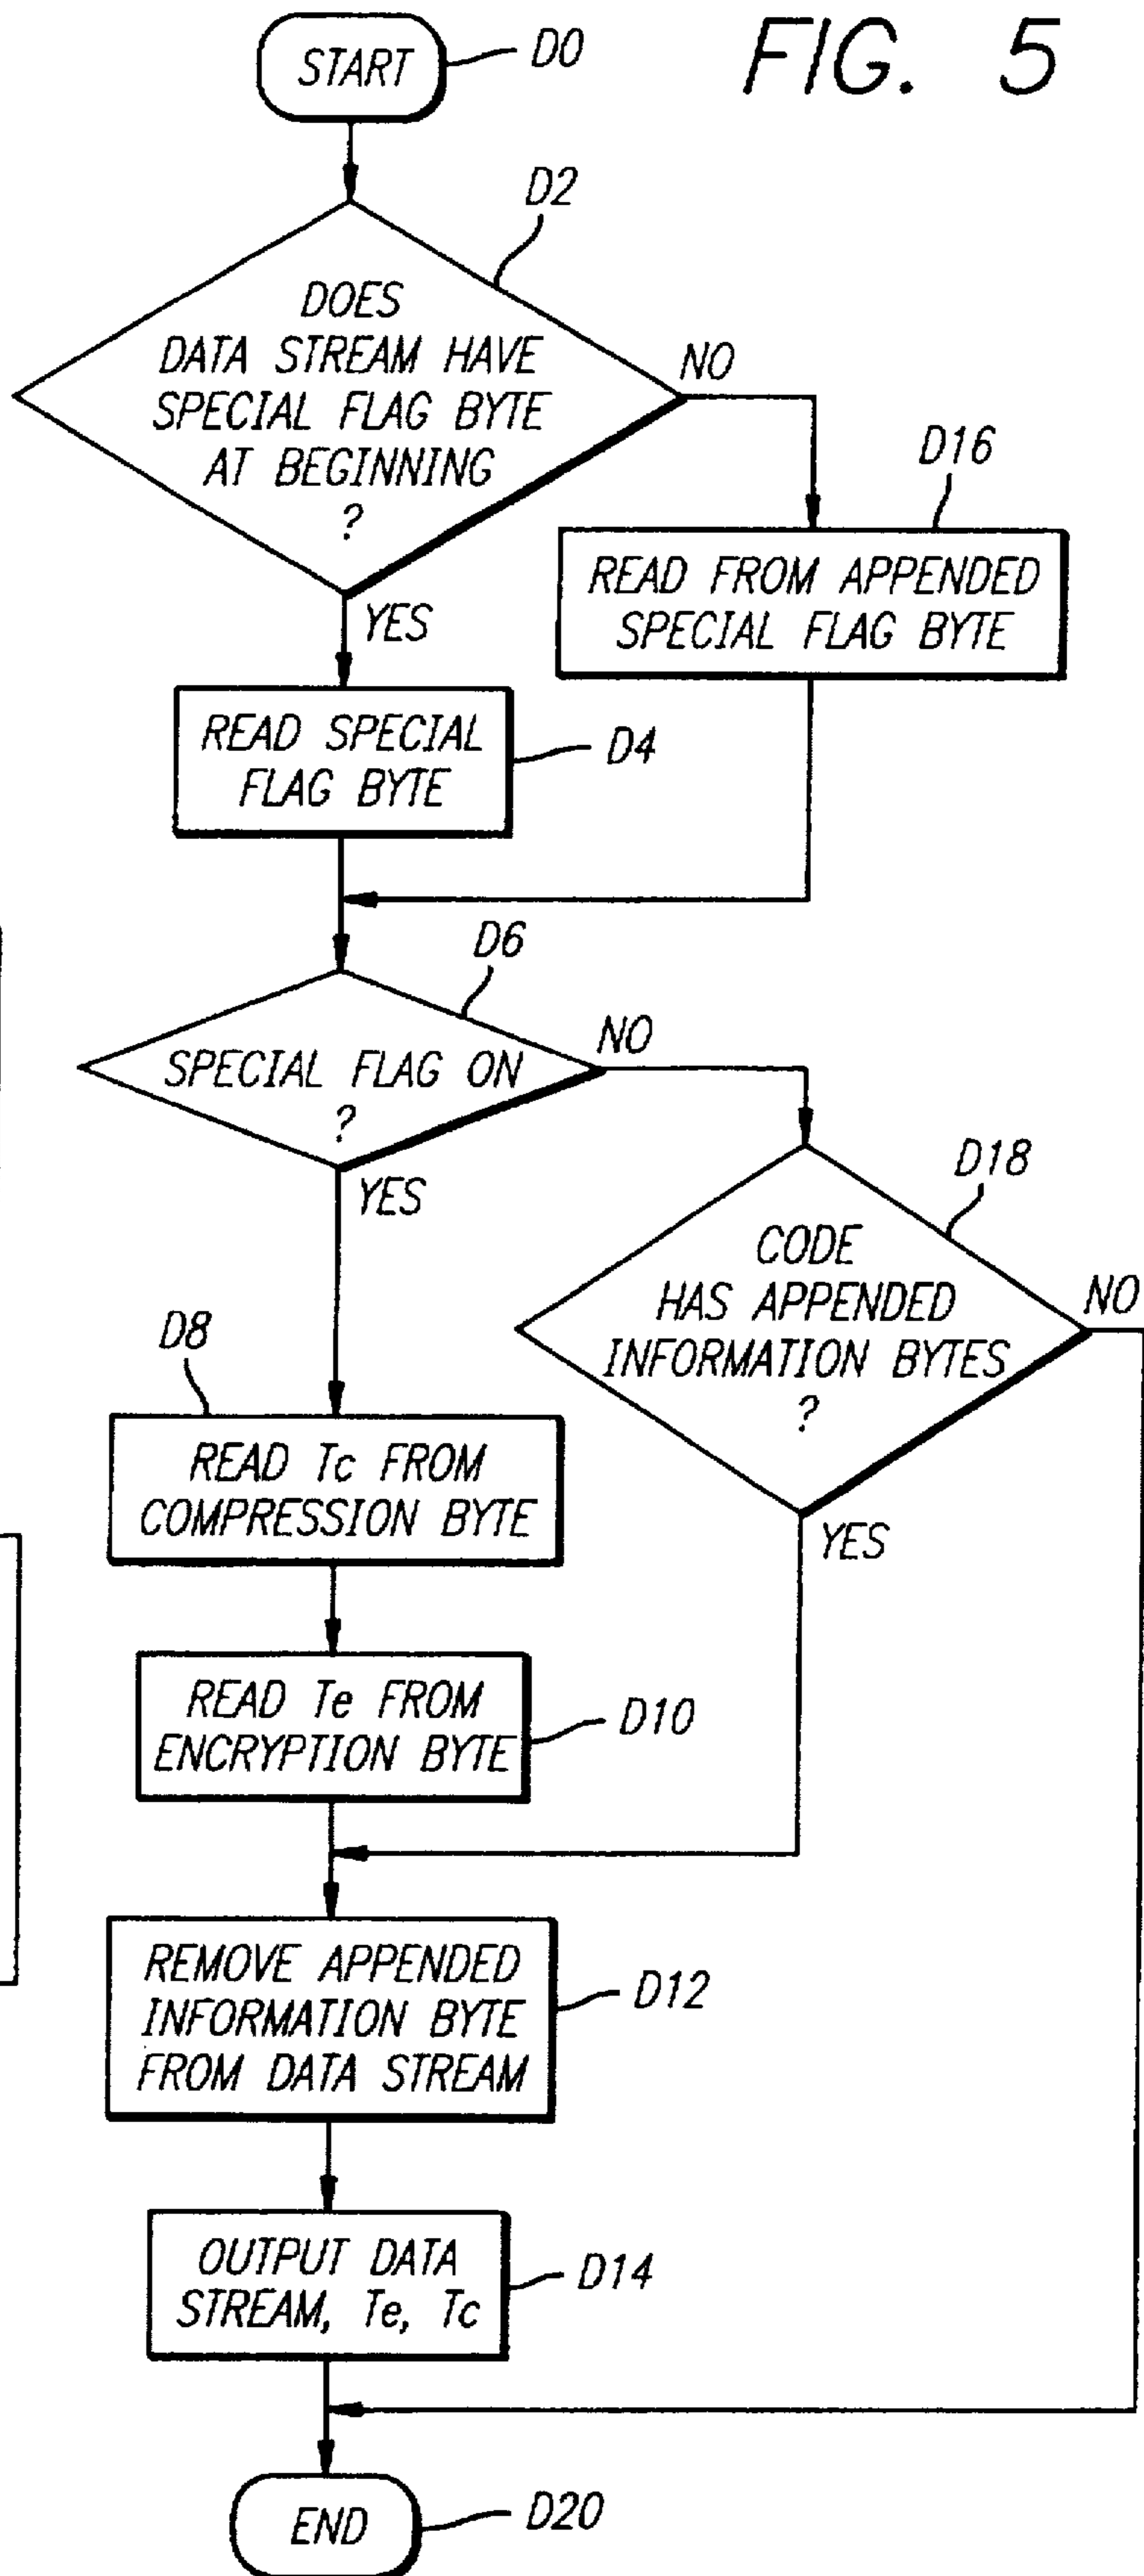 FIG. 5
START
D0
D2
DOES
DATA STREAM HAVE
SPECIAL FLAG BYTE
AT BEGINNING
?
NO
YES
D16
READ FROM APPENDED
SPECIAL FLAG BYTE
READ SPECIAL
FLAG BYTE
D4
D6
SPECIAL FLAG ON
?
NO
YES
D18
CODE
HAS APPENDED
INFORMATION BYTES
?
NO
YES
D8
READ Tc FROM
COMPRESSION BYTE
READ Te FROM
ENCRYPTION BYTE
D10
REMOVE APPENDED
INFORMATION BYTE
FROM DATA STREAM
D12
OUTPUT DATA
STREAM, Te, Tc
D14
END
D20